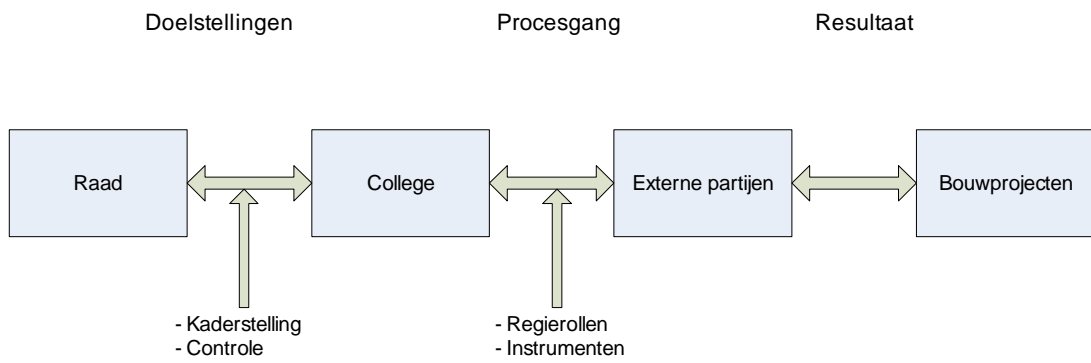 Doelstellingen Procesgang Resultaat
Raad College Externe partijen Bouwprojecten
- Kaderstelling
- Controle
- Regierollen
- Instrumenten